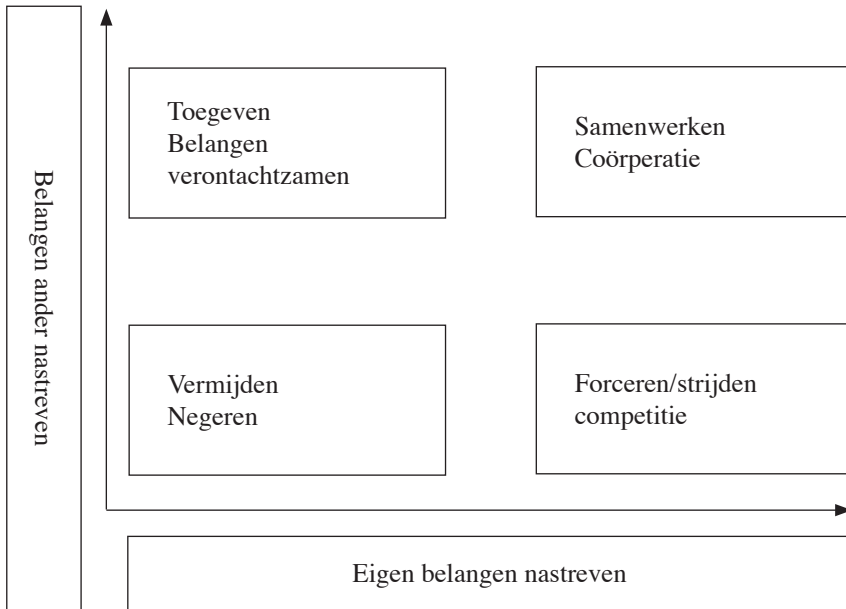 Belangen ander nastreven
Toegeven
Belangen
verontachtzamen
Samenwerken
Coörperatie
Vermijden
Negeren
Forceren/strijden
competitie
Eigen belangen nastreven